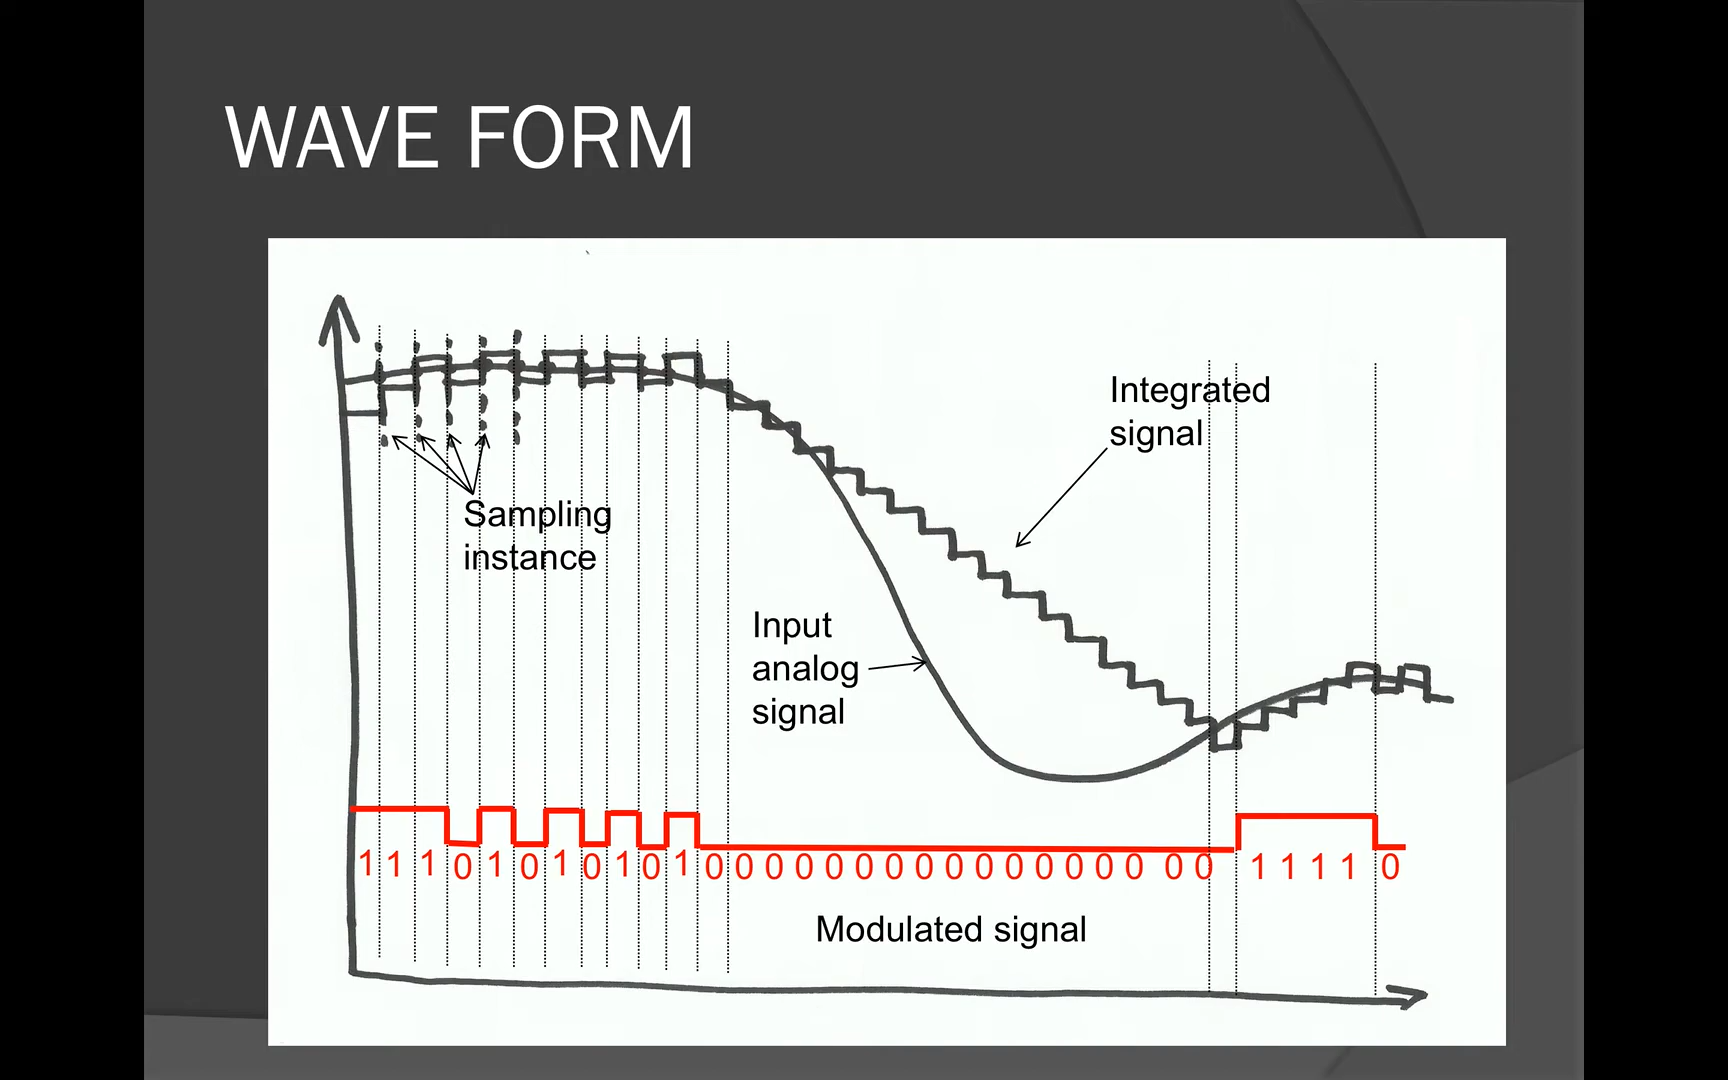 WAVE FORM
Integrated
signal
Sampling
instance
Input
analog
signal
1 1 1 0 1 0 1 0 1 0 1 0 0 0 0 0 0 0 0 0 0 0 0 0 0 0 0 0 1 1 1 1 0
Modulated signal